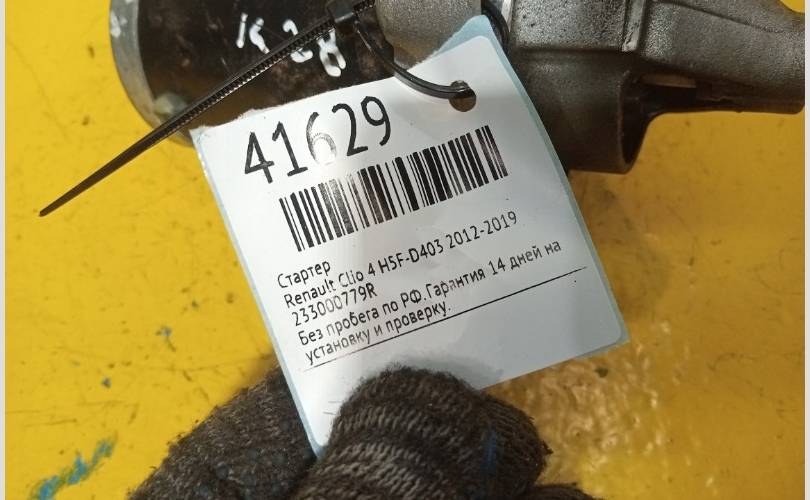 1628
41629
Стартер
Renault Clio 4 H5F-D403 2012-2019
233000779R
Без пробега по РФ.Гарантия 14 дней на
установку и проверку.